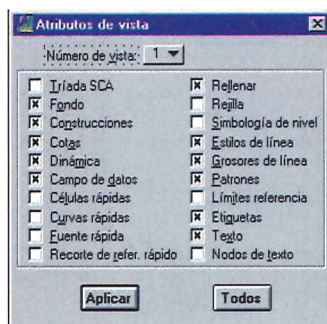 Atributos de vista
Número de vista: 1
Tríada SCA
Fondo
Construcciones
Cotas
Dinámica
Campo de datos
Células rápidas
Curvas rápidas
Fuente rápida
Recorte de refer. rápido
Rellenar
Rejilla
Simbología de nivel
Estilos de línea
Grosores de línea
Patrones
Límites referencia
Etiquetas
Texto
Nodos de texto
Aplicar
Todos